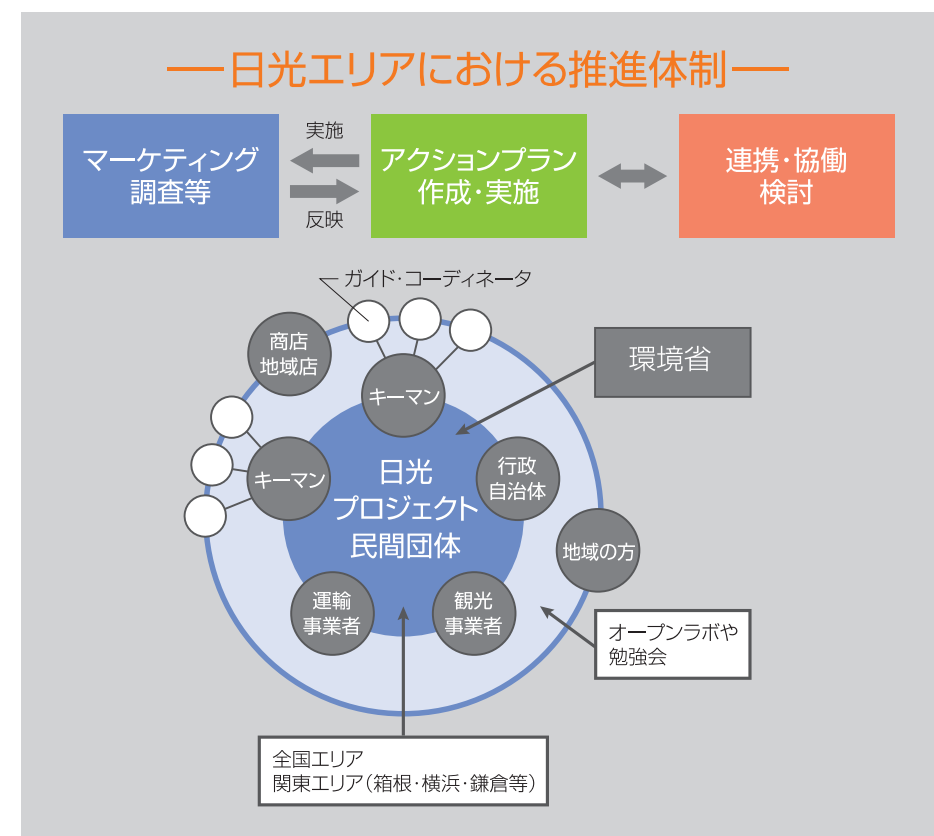 日光エリアにおける推進体制
マーケティング
調査等
実施
反映
アクションプラン
作成・実施
連携・協働
検討
ガイド・コーディネータ
商店
地域店
キーマン
環境省
キーマン
日光
プロジェクト
民間団体
行政
自治体
地域の方
運輸
事業者
観光
事業者
オープンラボや
勉強会
全国エリア
関東エリア(箱根・横浜・鎌倉等)